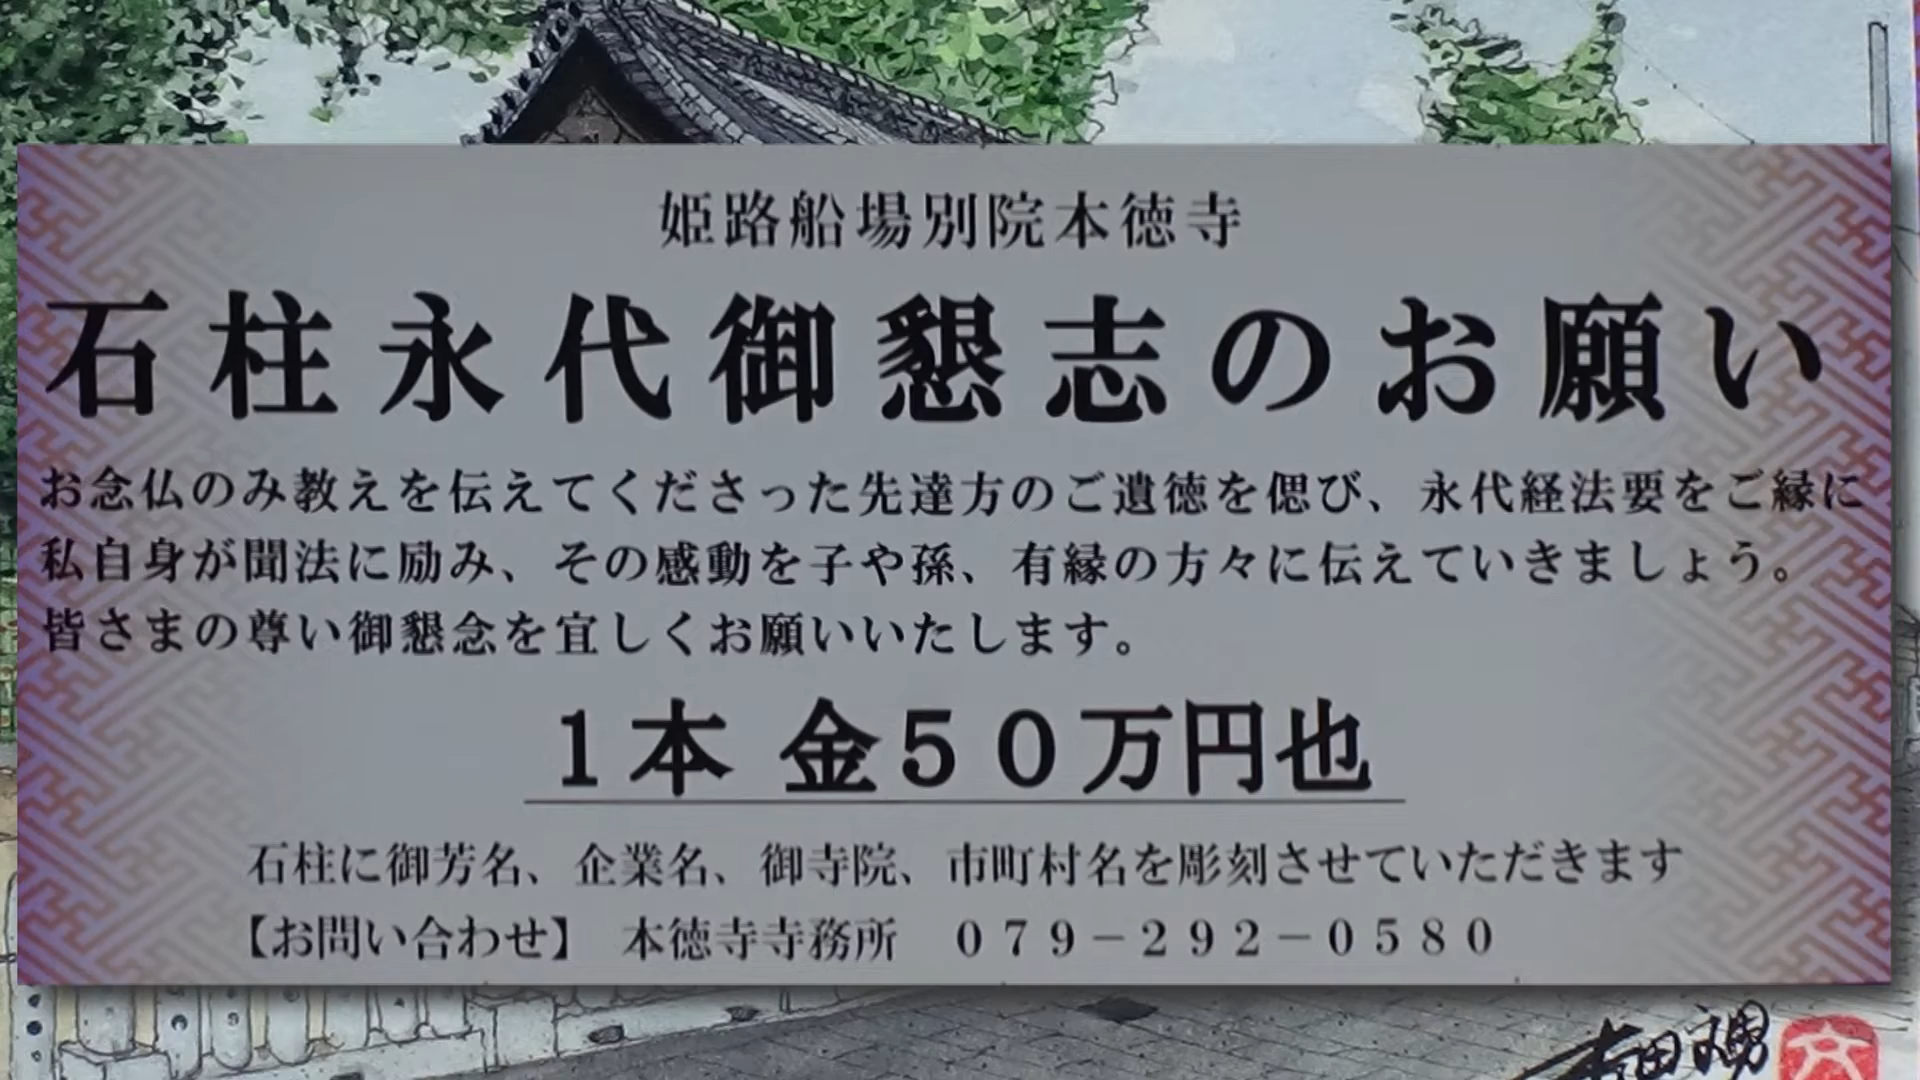 姫路船場別院本徳寺
石柱永代御懇志のお願い
お念仏のみ教えを伝えてくださった先達方のご遺徳を偲び、永代経法要をご縁に
私自身が聞法に励み、その感動を子や孫、有縁の方々に伝えていきましょう。
皆さまの尊い御懇念を宜しくお願いいたします。
1本 金50万円也
石柱に御芳名、企業名、御寺院、市町村名を彫刻させていただきます
【お問い合わせ】 本徳寺寺務所 079-292-0580